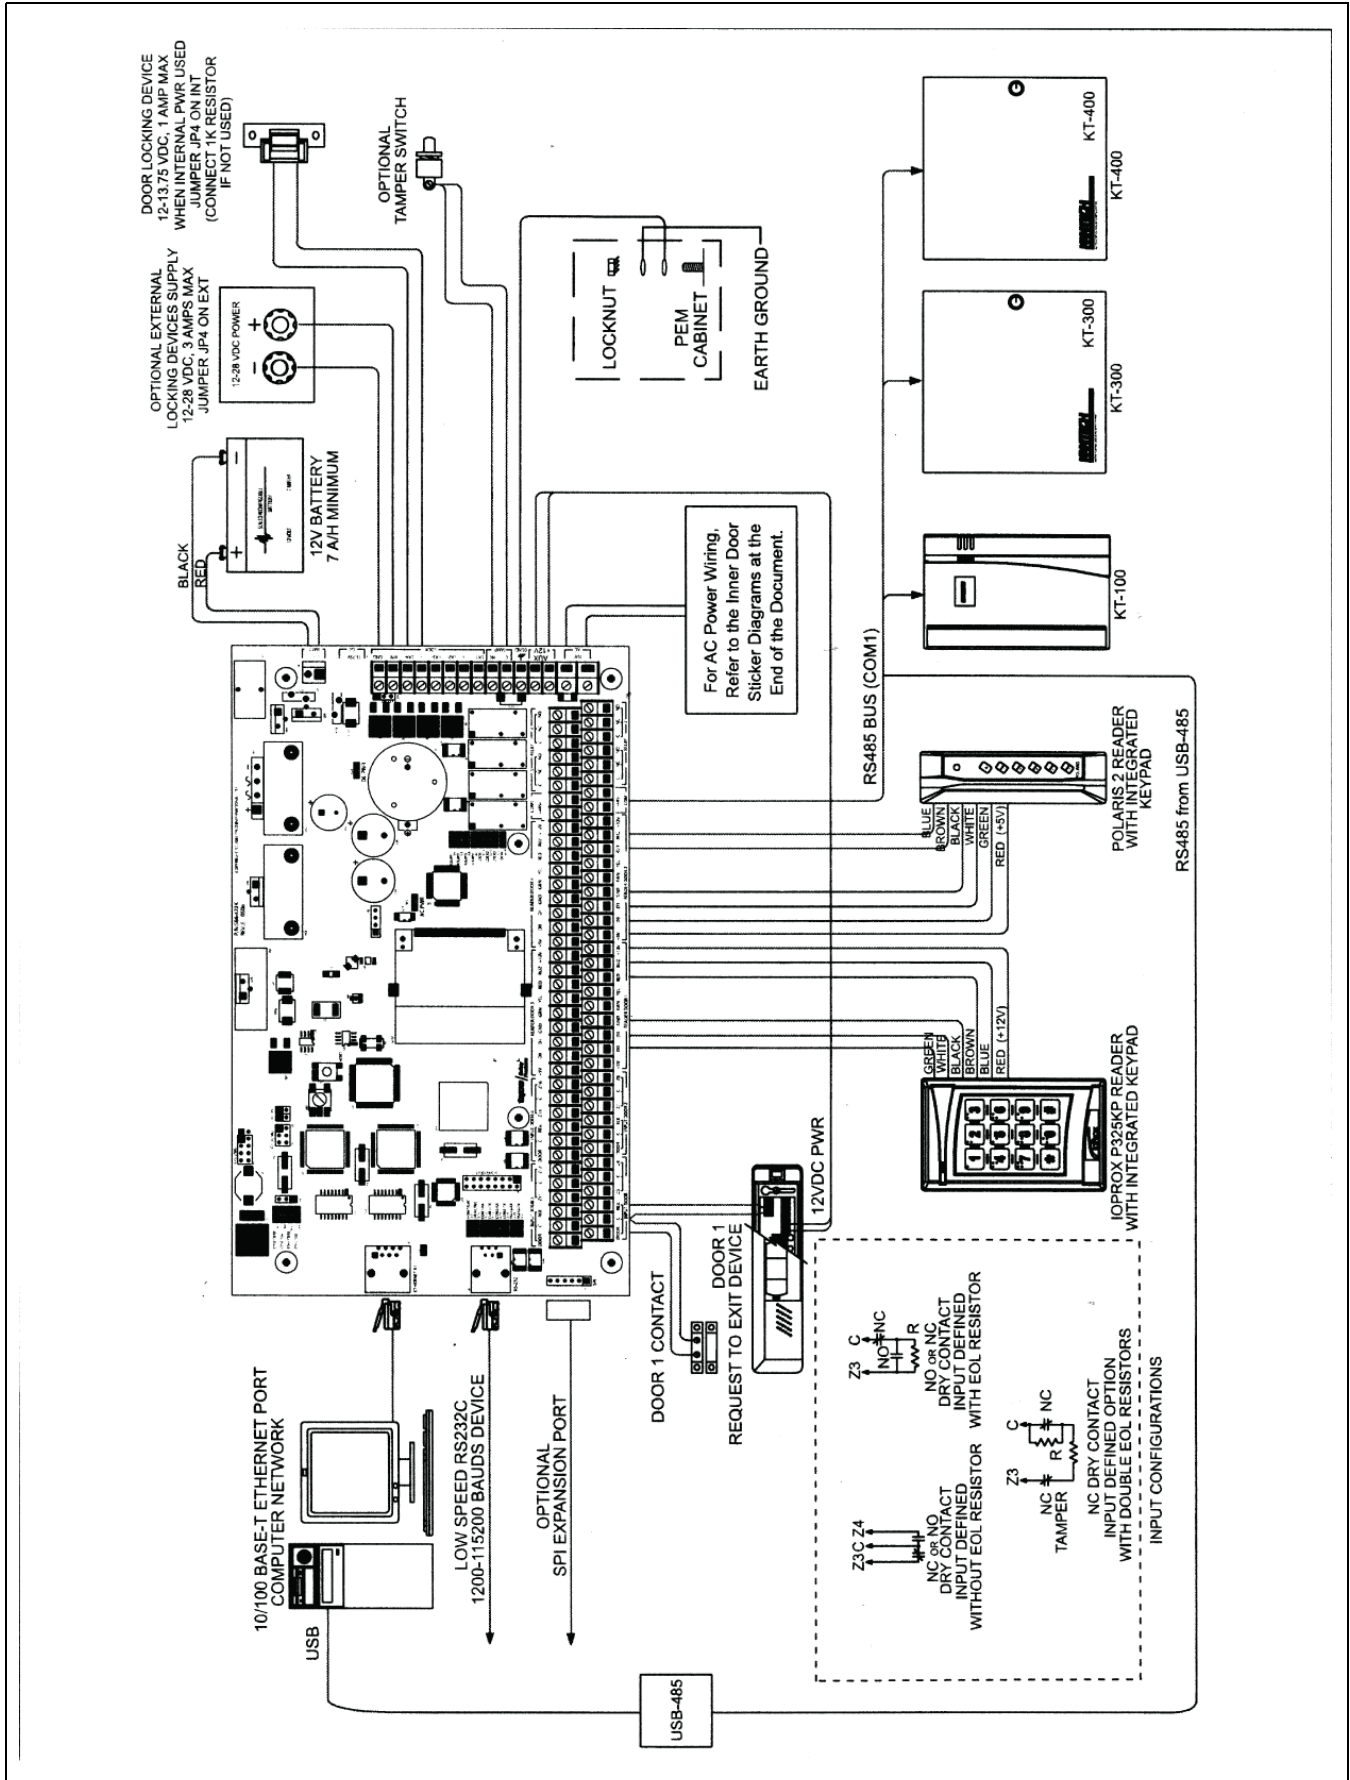 DOOR LOCKING DEVICE
12-13.75 VDC, 1 AMP MAX
WHEN INTERNAL PWR USED
JUMPER JP4 ON INT
(CONNECT 1K RESISTOR
IF NOT USED)
OPTIONAL
TAMPER SWITCH
OPTIONAL EXTERNAL
LOCKING DEVICES SUPPLY
12-28 VDC, 3 AMPS MAX
JUMPER JP4 ON EXT
12-28 VDC POWER
- +
BLACK
RED
+ -
12V BATTERY
7 A/H MINIMUM
LOCKNUT
PEM
CABINET
EARTH GROUND
For AC Power Wiring,
Refer to the Inner Door
Sticker Diagrams at the
End of the Document.
KT-400
KT-400
KT-300
KT-300
KT-100
RS485 BUS (COM1)
BLUE
BROWN
BLACK
WHITE
GREEN
RED (+5V)
POLARIS 2 READER
WITH INTEGRATED
KEYPAD
RS485 from USB-485
GREEN
WHITE
BLACK
BROWN
BLUE
RED (+12V)
IOPROX P325KP READER
WITH INTEGRATED KEYPAD
12VDC PWR
DOOR 1
REQUEST TO EXIT DEVICE
DOOR 1 CONTACT
10/100 BASE-T ETHERNET PORT
COMPUTER NETWORK
USB
LOW SPEED RS232C
1200-115200 BAUDS DEVICE
OPTIONAL
SPI EXPANSION PORT
USB-485
Z3 C Z4
NC OR NO
DRY CONTACT
INPUT DEFINED
WITHOUT EOL RESISTOR
Z3 C
NO NC
R
NO OR NC
DRY CONTACT
INPUT DEFINED
WITH EOL RESISTOR
Z3 C
NC R NC
TAMPER
NC DRY CONTACT
INPUT DEFINED OPTION
WITH DOUBLE EOL RESISTORS
INPUT CONFIGURATIONS